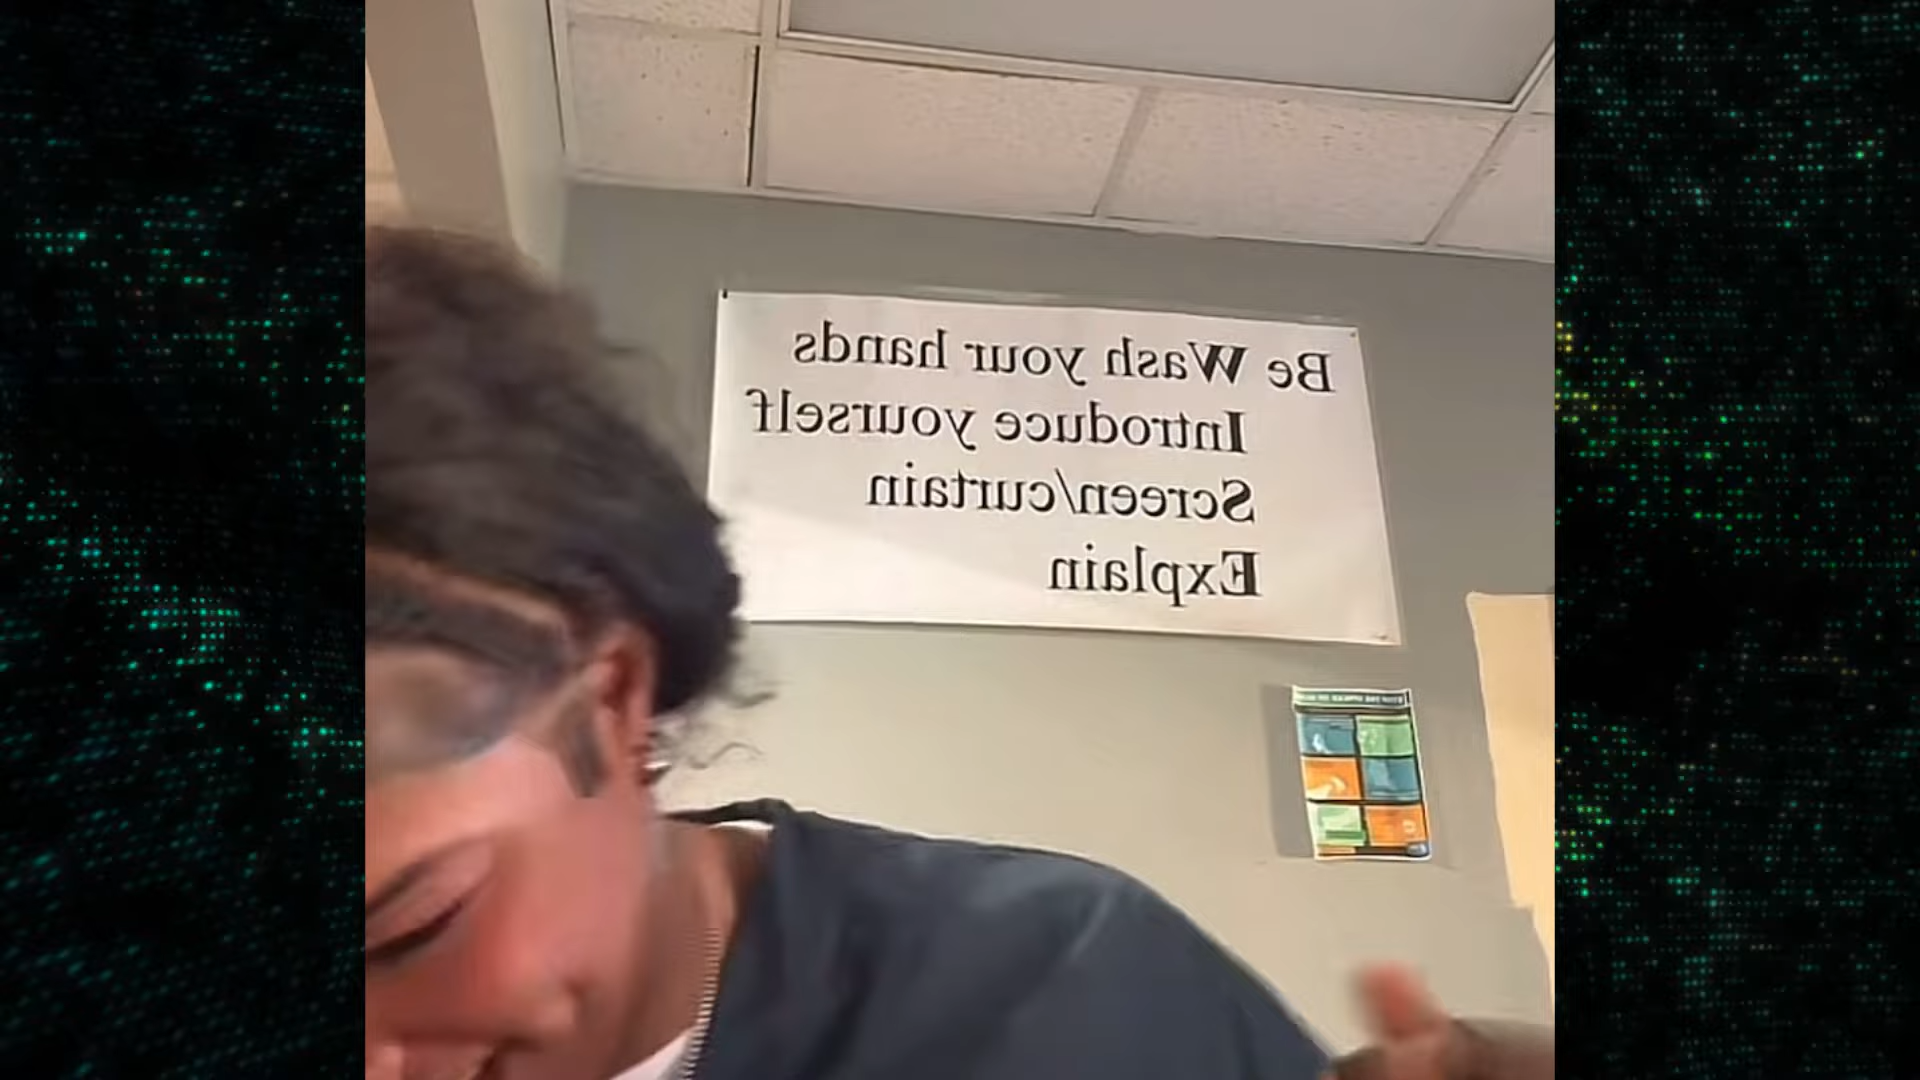 Be Wash your hands
Introduce yourself
Screen/curtain
Explain